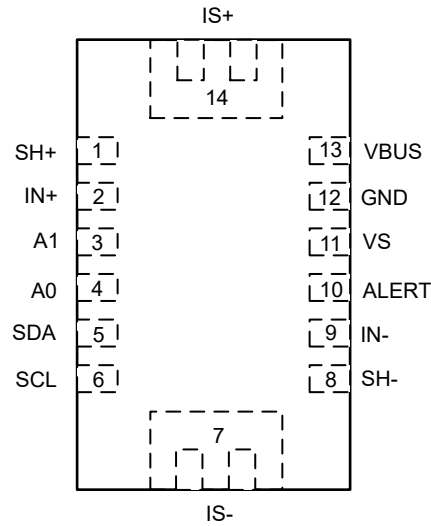 IS+
14
SH+ 1 13 VBUS
IN+ 2 12 GND
A1 3 11 VS
A0 4 10 ALERT
SDA 5 9 IN-
SCL 6 8 SH-
7
IS-